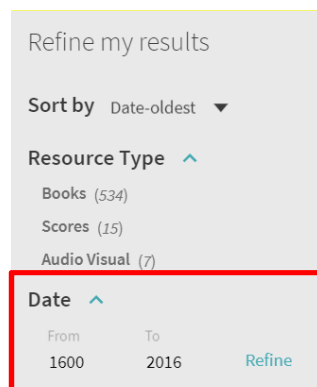 Refine my results
Sort by Date-oldest
Resource Type
Books (534)
Scores (15)
Audio Visual (7)
Date
From To
1600 2016 Refine